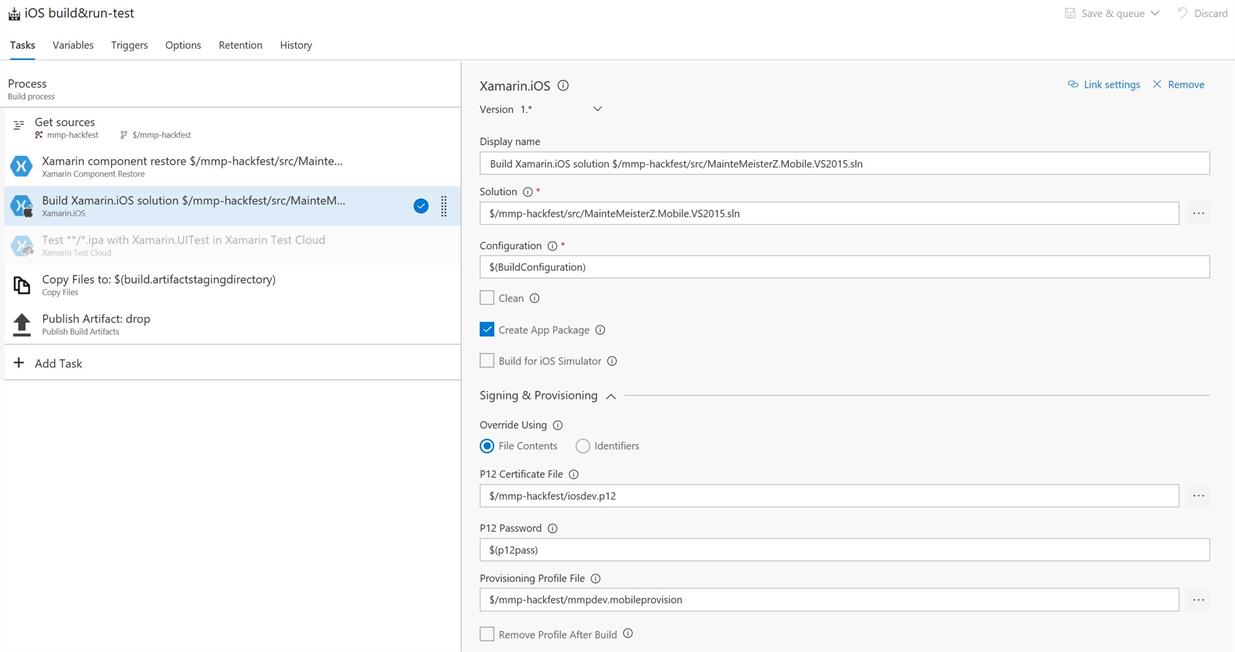 iOS build&run-test
Save & queue
Discard
Tasks
Variables
Triggers
Options
Retention
History
Process
Build process
Get sources
mmp-hackfest
$/mmp-hackfest
Xamarin component restore $/mmp-hackfest/src/Mainte...
Xamarin Component Restore
Build Xamarin.iOS solution $/mmp-hackfest/src/MainteM...
Xamarin.iOS
Test **/*.ipa with Xamarin.UITest in Xamarin Test Cloud
Xamarin Test Cloud
Copy Files to: $(build.artifactstagingdirectory)
Copy Files
Publish Artifact: drop
Publish Build Artifacts
Add Task
Xamarin.iOS
Link settings
Remove
Version 1.*
Display name
Build Xamarin.iOS solution $/mmp-hackfest/src/MainteMeisterZ.Mobile.VS2015.sln
Solution *
$/mmp-hackfest/src/MainteMeisterZ.Mobile.VS2015.sln
...
Configuration *
$(BuildConfiguration)
Clean
Create App Package
Build for iOS Simulator
Signing & Provisioning
Override Using
File Contents
Identifiers
P12 Certificate File
$/mmp-hackfest/iosdev.p12
...
P12 Password
$(p12pass)
Provisioning Profile File
$/mmp-hackfest/mmpdev.mobileprovision
...
Remove Profile After Build